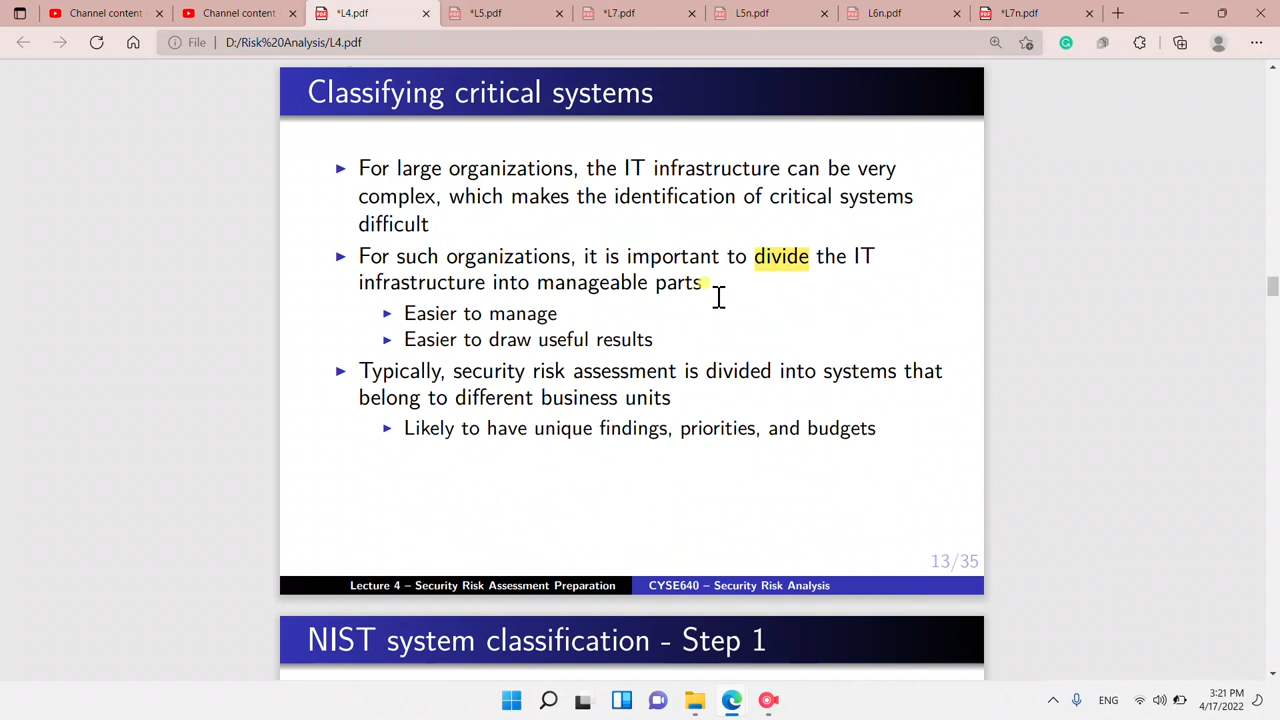 Channel content
Channel content
*L4.pdf
*L5.pdf
*L7.pdf
L5n.pdf
L6n.pdf
*L7n.pdf
File
D:/Risk%20Analysis/L4.pdf
Classifying critical systems
For large organizations, the IT infrastructure can be very
complex, which makes the identification of critical systems
difficult
For such organizations, it is important to divide the IT
infrastructure into manageable parts
Easier to manage
Easier to draw useful results
Typically, security risk assessment is divided into systems that
belong to different business units
Likely to have unique findings, priorities, and budgets
13/35
Lecture 4 – Security Risk Assessment Preparation
CYSE640 – Security Risk Analysis
NIST system classification - Step 1
ENG
3:21 PM
4/17/2022